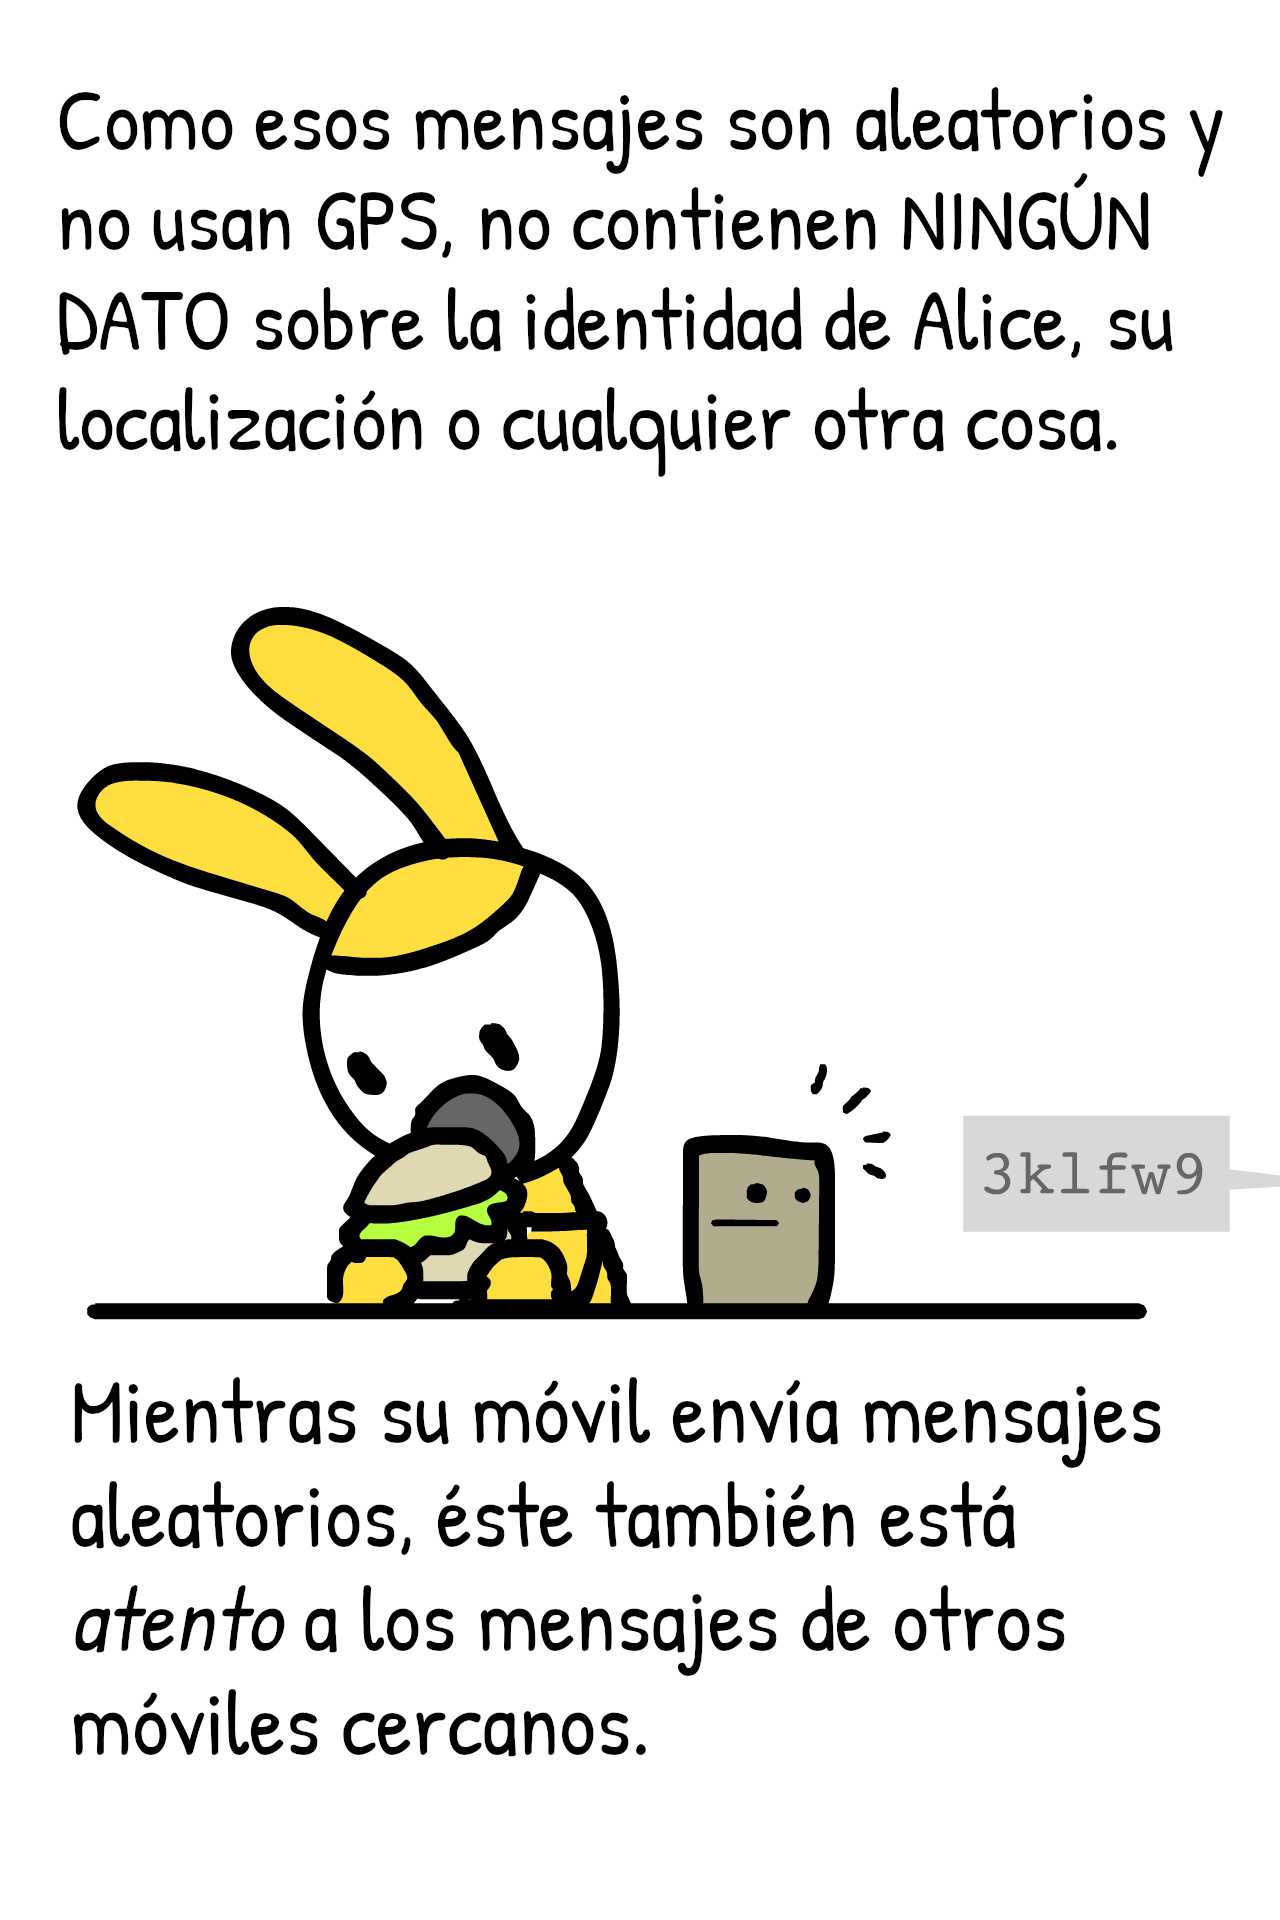 Como esos mensajes son aleatorios y
no usan GPS, no contienen NINGÚN
DATO sobre la identidad de Alice, su
localización o cualquier otra cosa.
3klfw9
Mientras su móvil envía mensajes
aleatorios, éste también está
atento a los mensajes de otros
móviles cercanos.